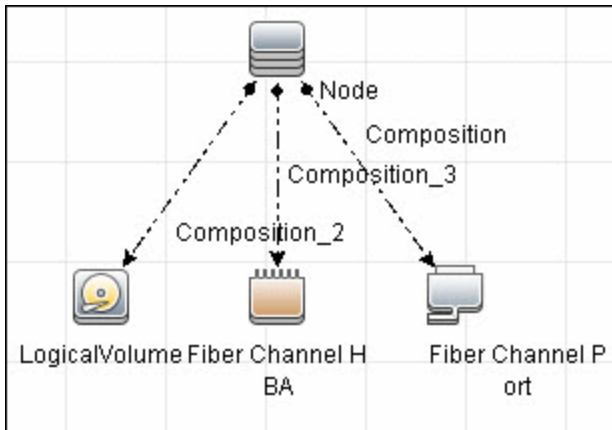 Node
Composition
Composition_3
Composition_2
LogicalVolume
Fiber Channel H
BA
Fiber Channel P
ort